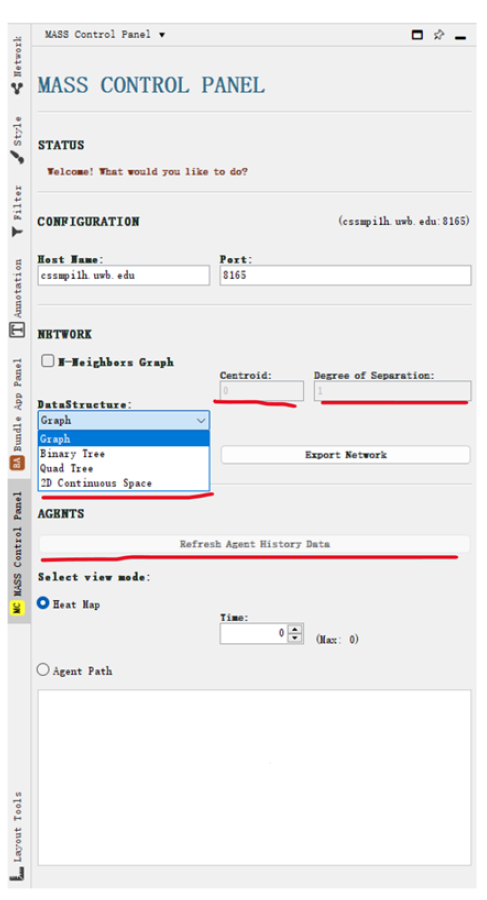 MASS Control Panel ▾
MASS CONTROL PANEL
STATUS
Welcome! What would you like to do?
CONFIGURATION (cssmpi1h.uwb.edu:8165)
Host Name: Port:
cssmpi1h.uwb.edu 8165
NETWORK
N-Neighbors Graph
Centroid: Degree of Separation:
0 1
DataStructure:
Graph
Graph
Binary Tree
Quad Tree
2D Continuous Space
Export Network
AGENTS
Refresh Agent History Data
Select view mode:
Heat Map
Time:
0 (Max: 0)
Agent Path
Network
Style
Filter
T Annotation
BA Bundle App Panel
MC MASS Control Panel
Layout Tools